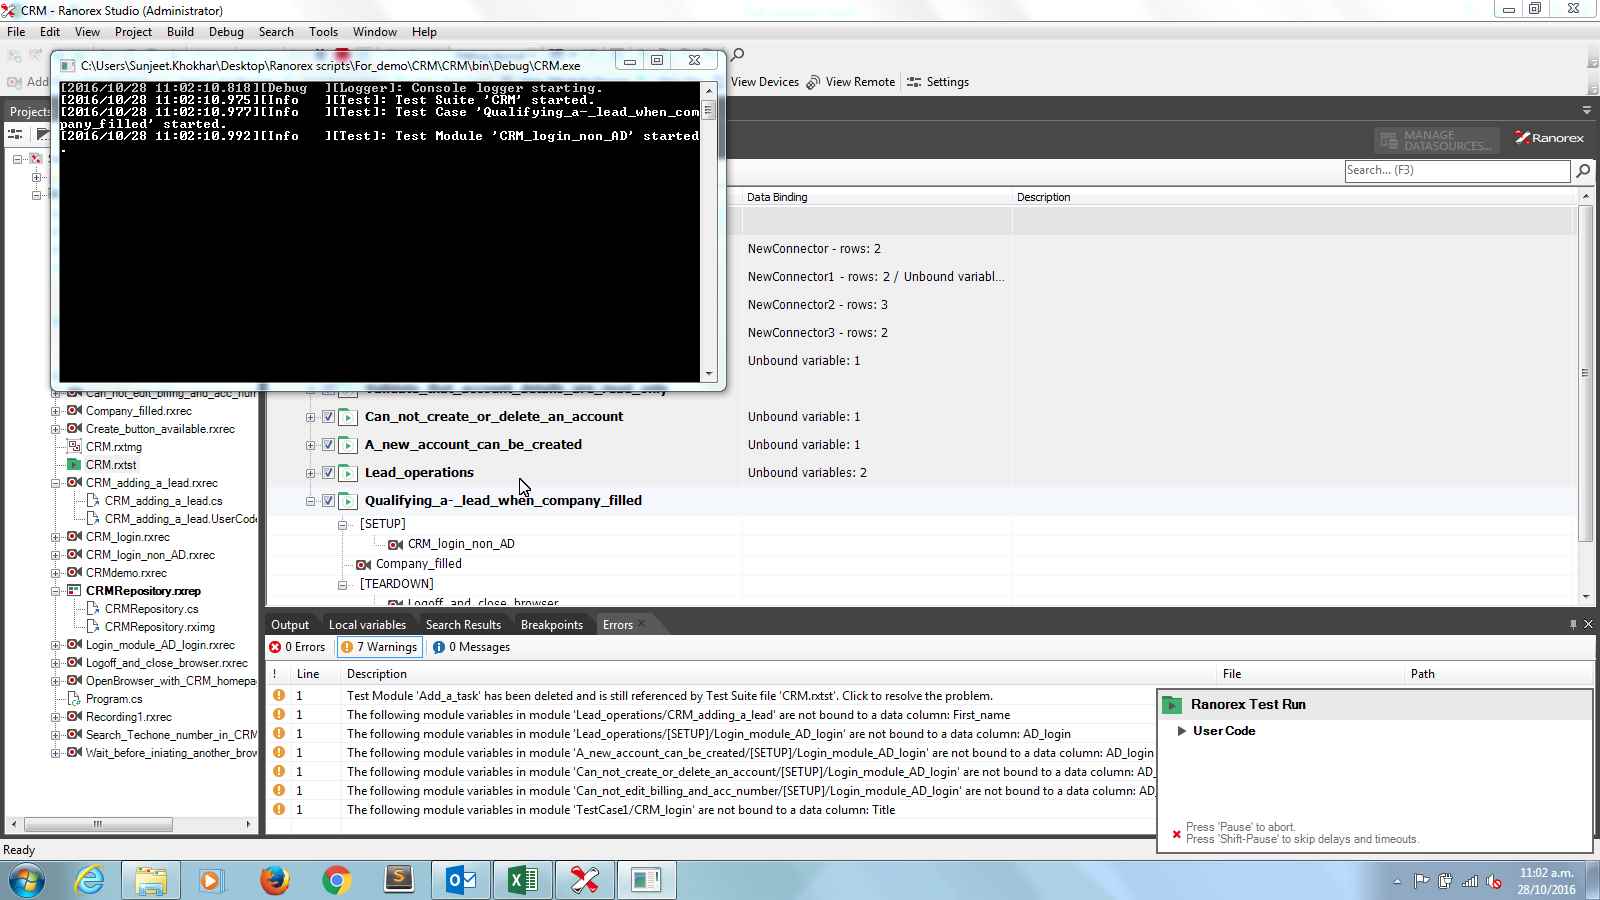 CRM - Ranorex Studio (Administrator)
File Edit View Project Build Debug Search Tools Window Help
C:\Users\Sunjeet.Khokhar\Desktop\Ranorex scripts\For_demo\CRM\CRM\bin\Debug\CRM.exe
Add
View Devices
View Remote
Settings
[2016/10/28 11:02:10.818][Debug ][Logger]: Console logger starting.
[2016/10/28 11:02:10.975][Info ][Test]: Test Suite 'CRM' started.
[2016/10/28 11:02:10.977][Info ][Test]: Test Case 'Qualifying_a-_lead_when_com
pany_filled' started.
[2016/10/28 11:02:10.992][Info ][Test]: Test Module 'CRM_login_non_AD' started
.
Projects
MANAGE
DATASOURCES...
Ranorex
Search... (F3)
Data Binding Description
NewConnector - rows: 2
NewConnector1 - rows: 2 / Unbound variabl...
NewConnector2 - rows: 3
NewConnector3 - rows: 2
Unbound variable: 1
Can_not_create_or_delete_an_account Unbound variable: 1
A_new_account_can_be_created Unbound variable: 1
Lead_operations Unbound variables: 2
Qualifying_a-_lead_when_company_filled
[SETUP]
CRM_login_non_AD
Company_filled
[TEARDOWN]
Logoff_and_close_browser
Can_not_edit_billing_and_acc_num
Company_filled.rxrec
Create_button_available.rxrec
CRM.rxtmg
CRM.rxtst
CRM_adding_a_lead.rxrec
CRM_adding_a_lead.cs
CRM_adding_a_lead.UserCode
CRM_login.rxrec
CRM_login_non_AD.rxrec
CRMdemo.rxrec
CRMRepository.rxrep
CRMRepository.cs
CRMRepository.rximg
Login_module_AD_login.rxrec
Logoff_and_close_browser.rxrec
OpenBrowser_with_CRM_homepa
Program.cs
Recording1.rxrec
Search_Techone_number_in_CRM
Wait_before_iniating_another_brow
Output Local variables Search Results Breakpoints Errors
0 Errors 7 Warnings 0 Messages
! Line Description File Path
1 Test Module 'Add_a_task' has been deleted and is still referenced by Test Suite file 'CRM.rxtst'. Click to resolve the problem.
1 The following module variables in module 'Lead_operations/CRM_adding_a_lead' are not bound to a data column: First_name
1 The following module variables in module 'Lead_operations/[SETUP]/Login_module_AD_login' are not bound to a data column: AD_login
1 The following module variables in module 'A_new_account_can_be_created/[SETUP]/Login_module_AD_login' are not bound to a data column: AD_login
1 The following module variables in module 'Can_not_create_or_delete_an_account/[SETUP]/Login_module_AD_login' are not bound to a data column: AD_
1 The following module variables in module 'Can_not_edit_billing_and_acc_number/[SETUP]/Login_module_AD_login' are not bound to a data column: AD_
1 The following module variables in module 'TestCase1/CRM_login' are not bound to a data column: Title
Ranorex Test Run
User Code
Press 'Pause' to abort.
Press 'Shift-Pause' to skip delays and timeouts.
Ready
11:02 a.m.
28/10/2016